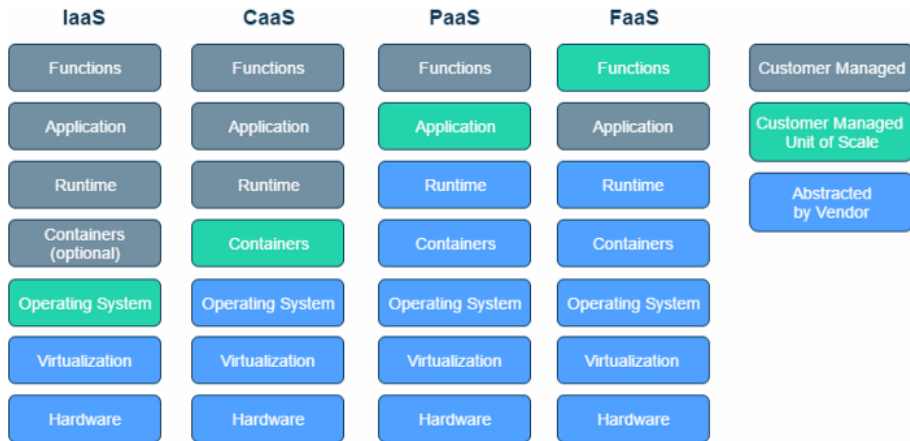 IaaS
CaaS
PaaS
FaaS
Functions
Functions
Functions
Functions
Customer Managed
Application
Application
Application
Application
Customer Managed
Unit of Scale
Runtime
Runtime
Runtime
Runtime
Abstracted
by Vendor
Containers
(optional)
Containers
Containers
Containers
Operating System
Operating System
Operating System
Operating System
Virtualization
Virtualization
Virtualization
Virtualization
Hardware
Hardware
Hardware
Hardware